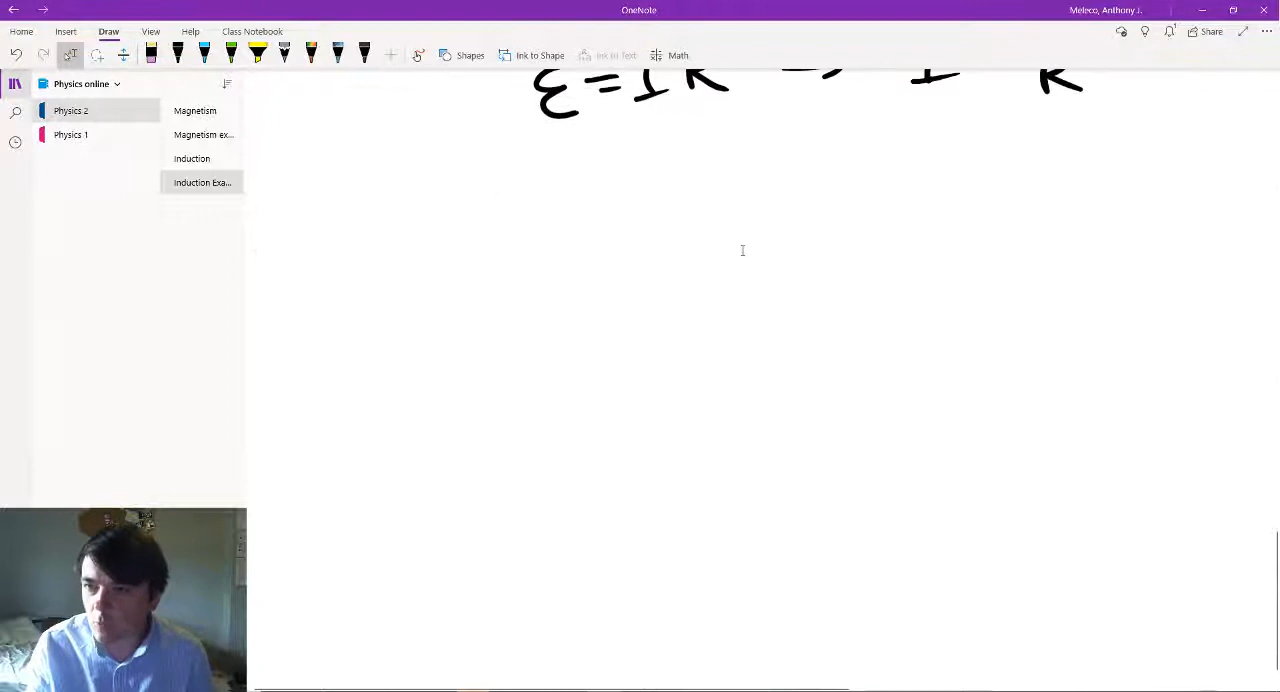 OneNote
Meleco, Anthony J.
Home Insert Draw View Help Class Notebook
Share
Shapes Ink to Shape Ink to Text Math
Physics online
Physics 2
Physics 1
Magnetism
Magnetism ex...
Induction
Induction Exa...
ε = IR → I R